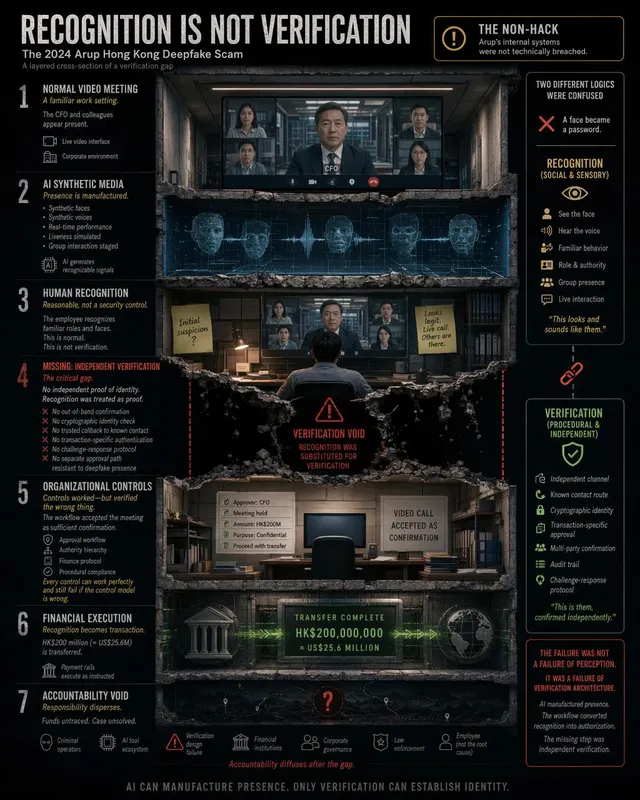 RECOGNITION IS NOT VERIFICATION
The 2024 Arup Hong Kong Deepfake Scam
A layered cross-section of a verification gap
THE NON-HACK
Arup's internal systems
were not technically breached.
1
NORMAL VIDEO MEETING
A familiar work setting.
The CFO and colleagues
appear present.
Live video interface
Corporate environment
CFO
2
AI SYNTHETIC MEDIA
Presence is manufactured.
• Synthetic faces
• Synthetic voices
• Real-time performance
• Liveness simulated
• Group interaction staged
AI generates
recognizable signals
3
HUMAN RECOGNITION
Reasonable, not a security control.
The employee recognizes
familiar roles and faces.
This is normal.
This is not verification.
Initial
suspicion
?
Looks
legit.
Live call.
Others are
there.
4
MISSING: INDEPENDENT VERIFICATION
The critical gap.
No independent proof of identity.
Recognition was treated as proof.
No out-of-band confirmation
No cryptographic identity check
No trusted callback to known contact
No transaction-specific authentication
No challenge-response protocol
No separate approval path
resistant to deepfake presence
VERIFICATION VOID
RECOGNITION WAS
SUBSTITUTED FOR
VERIFICATION
5
ORGANIZATIONAL CONTROLS
Controls worked—but verified
the wrong thing.
The workflow accepted the meeting
as sufficient confirmation.
Approval workflow
Authority hierarchy
Finance protocol
Procedural compliance
Every control can work perfectly
and still fail if the control model
is wrong.
Approver: CFO
Meeting held
Amount: HK$200M
Purpose: Confidential
Proceed with transfer
VIDEO CALL
ACCEPTED AS
CONFIRMATION
6
FINANCIAL EXECUTION
Recognition becomes transaction.
HK$200 million (≈ US$25.6M)
is transferred.
Payment rails
execute as instructed
TRANSFER COMPLETE
HK$200,000,000
≈ US$25.6 MILLION
7
ACCOUNTABILITY VOID
Responsibility disperses.
Funds untraced. Case unsolved.
?
Criminal
operators
AI tool
ecosystem
Verification
design
failure
Financial
institutions
Corporate
governance
Law
enforcement
Employee
(not the root
cause)
Accountability diffuses after the gap.
TWO DIFFERENT LOGICS
WERE CONFUSED
A face became
a password.
RECOGNITION
(SOCIAL & SENSORY)
See the face
Hear the voice
Familiar behavior
Role & authority
Group presence
Live interaction
"This looks and
sounds like them."
VERIFICATION
(PROCEDURAL &
INDEPENDENT)
Independent channel
Known contact route
Cryptographic identity
Transaction-specific
approval
Multi-party confirmation
Audit trail
Challenge-response
protocol
"This is them,
confirmed independently."
THE FAILURE WAS NOT
A FAILURE OF PERCEPTION.
IT WAS A FAILURE OF
VERIFICATION ARCHITECTURE.
AI manufactured presence.
The workflow converted
recognition into authorization.
The missing step was
independent verification.
AI CAN MANUFACTURE PRESENCE. ONLY VERIFICATION CAN ESTABLISH IDENTITY.